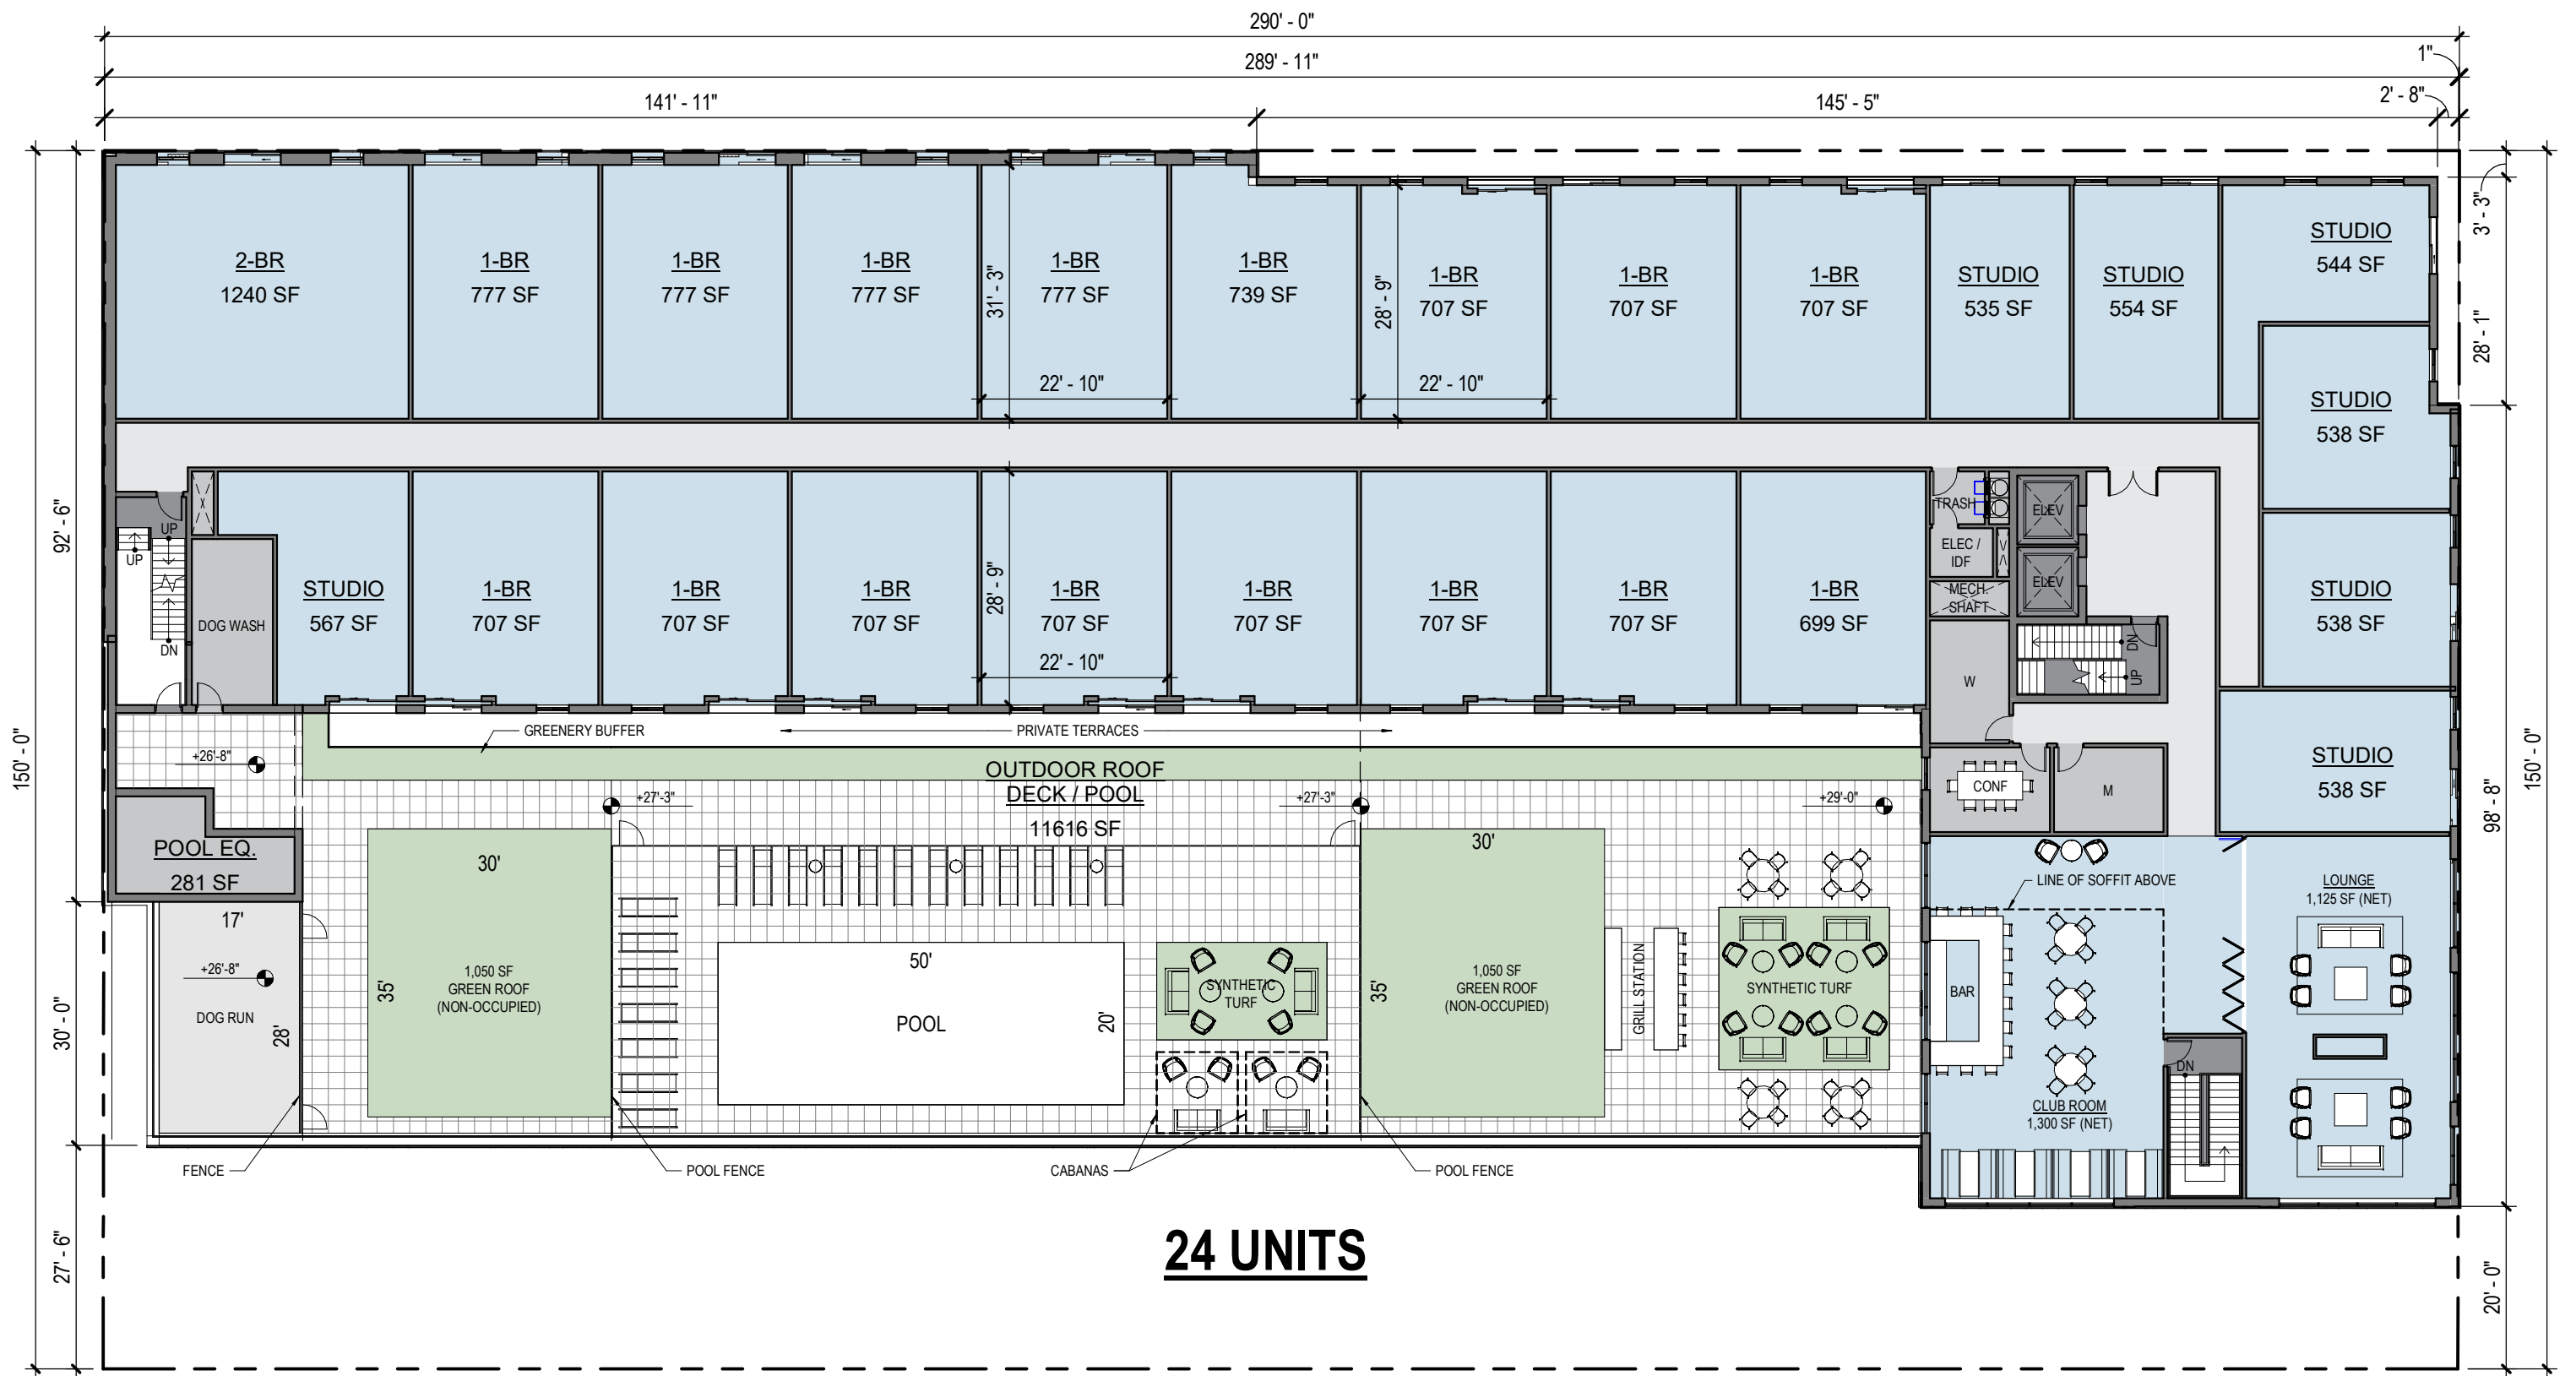 290' - 0"
289' - 11"
1"
141' - 11"
145' - 5"
2' - 8"
3' - 3"
28' - 1"
98' - 8"
150' - 0"
20' - 0"
150' - 0"
92' - 6"
30' - 0"
27' - 6"
2-BR
1240 SF
1-BR
777 SF
1-BR
777 SF
1-BR
777 SF
1-BR
777 SF
31' - 3"
22' - 10"
1-BR
739 SF
1-BR
707 SF
28' - 9"
22' - 10"
1-BR
707 SF
1-BR
707 SF
STUDIO
535 SF
STUDIO
554 SF
STUDIO
544 SF
STUDIO
538 SF
STUDIO
538 SF
STUDIO
538 SF
UP
UP
DN
DOG WASH
STUDIO
567 SF
1-BR
707 SF
1-BR
707 SF
1-BR
707 SF
28' - 9"
1-BR
707 SF
22' - 10"
1-BR
707 SF
1-BR
707 SF
1-BR
707 SF
1-BR
699 SF
TRASH
ELEC /
IDF
MECH.
SHAFT
ELEV
ELEV
DN
UP
W
CONF
M
GREENERY BUFFER
PRIVATE TERRACES
+26'-8"
OUTDOOR ROOF
DECK / POOL
11616 SF
+27'-3"
+27'-3"
+29'-0"
POOL EQ.
281 SF
17'
+26'-8"
DOG RUN
28'
30'
35'
1,050 SF
GREEN ROOF
(NON-OCCUPIED)
50'
POOL
20'
SYNTHETIC
TURF
30'
35'
1,050 SF
GREEN ROOF
(NON-OCCUPIED)
GRILL STATION
SYNTHETIC TURF
LINE OF SOFFIT ABOVE
BAR
CLUB ROOM
1,300 SF (NET)
DN
LOUNGE
1,125 SF (NET)
FENCE
POOL FENCE
CABANAS
POOL FENCE
24 UNITS